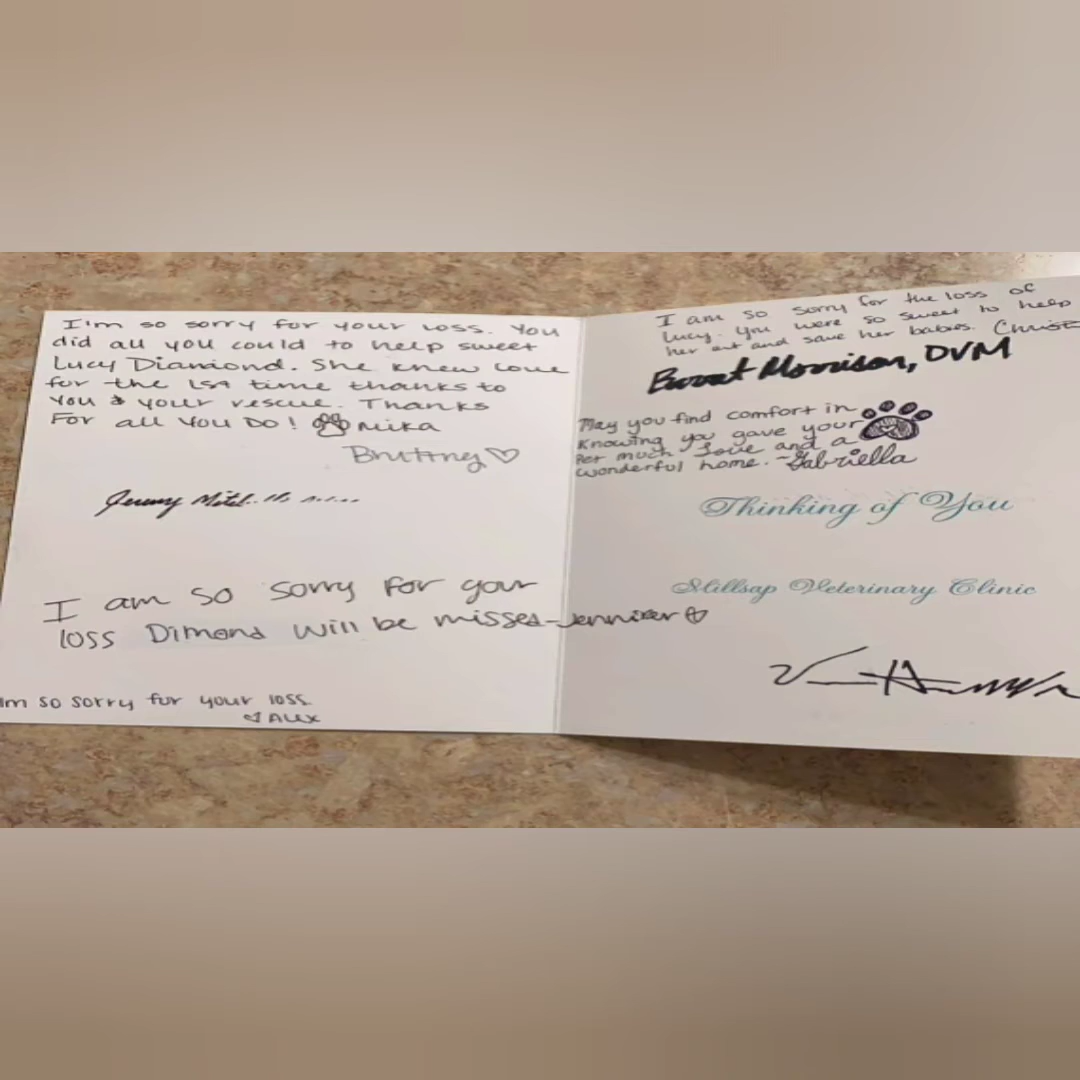 I'm so sorry for your loss. You
did all you could to help sweet
Lucy Diamond. She knew love
for the 1st time thanks to
you & your rescue. Thanks
For all You Do! Mika
Brittney
Jeremy
I am so sorry for your
loss Dimond will be missed - Jennifer
Im so sorry for your loss.
Alex
I am so sorry for the loss of
Lucy. You were so sweet to help
her out and save her babies.
Morrison, DVM
May you find comfort in
Knowing you gave your
Pet much Love and a
wonderful home. - Gabriella
Thinking of You
Millsap Veterinary Clinic